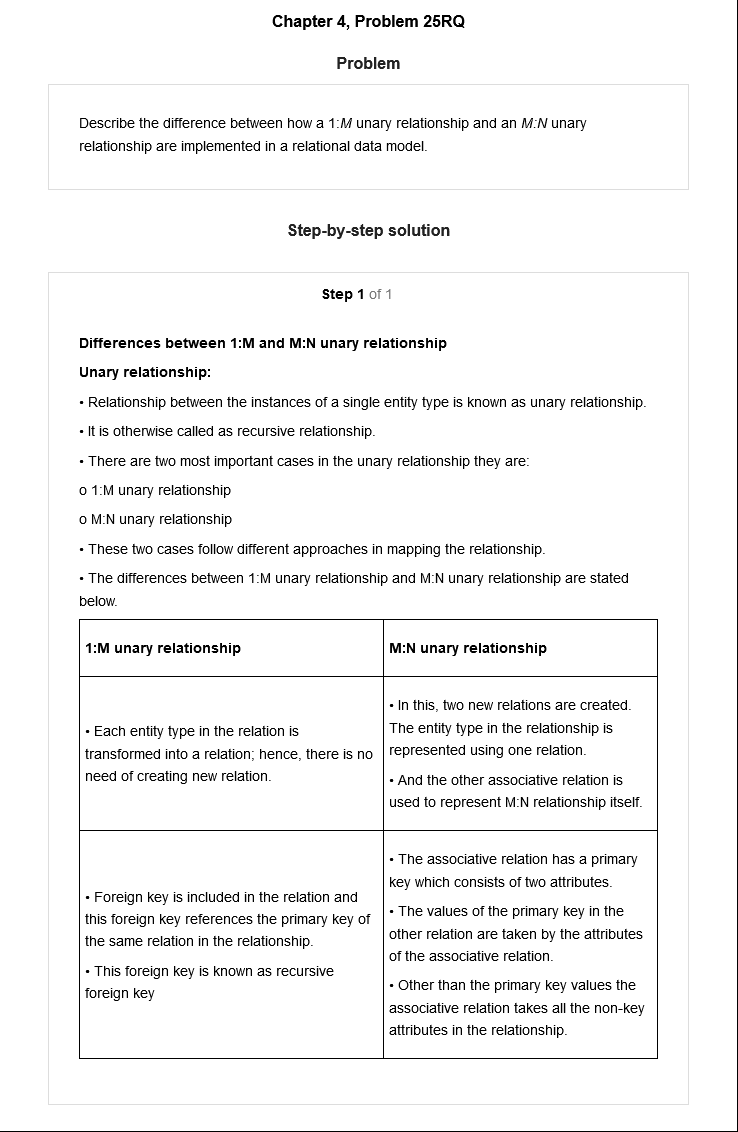 Chapter 4, Problem 25RQ
Problem
Describe the difference between how a 1:M unary relationship and an M:N unary
relationship are implemented in a relational data model.
Step-by-step solution
Step 1 of 1
Differences between 1:M and M:N unary relationship
Unary relationship:
• Relationship between the instances of a single entity type is known as unary relationship.
• It is otherwise called as recursive relationship.
• There are two most important cases in the unary relationship they are:
o 1:M unary relationship
o M:N unary relationship
• These two cases follow different approaches in mapping the relationship.
• The differences between 1:M unary relationship and M:N unary relationship are stated
below.
1:M unary relationship
M:N unary relationship
• Each entity type in the relation is
transformed into a relation; hence, there is no
need of creating new relation.
• In this, two new relations are created.
The entity type in the relationship is
represented using one relation.
• And the other associative relation is
used to represent M:N relationship itself.
• Foreign key is included in the relation and
this foreign key references the primary key of
the same relation in the relationship.
• This foreign key is known as recursive
foreign key
• The associative relation has a primary
key which consists of two attributes.
• The values of the primary key in the
other relation are taken by the attributes
of the associative relation.
• Other than the primary key values the
associative relation takes all the non-key
attributes in the relationship.